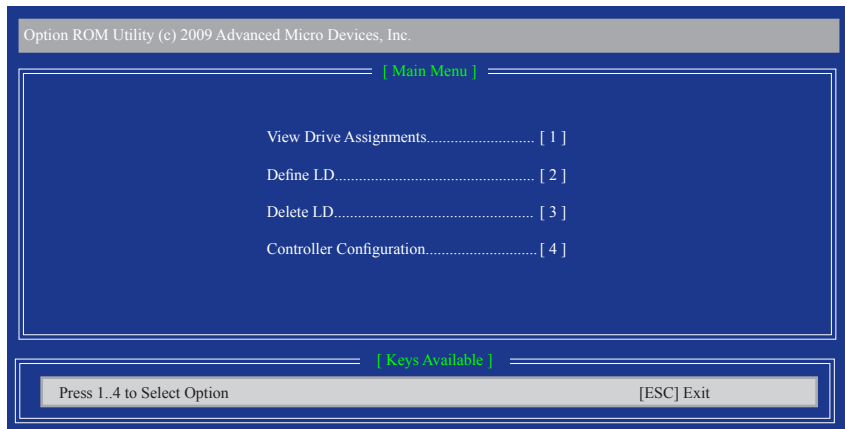 Option ROM Utility (c) 2009 Advanced Micro Devices, Inc.
[ Main Menu ]
View Drive Assignments........................... [ 1 ]
Define LD.................................................. [ 2 ]
Delete LD.................................................. [ 3 ]
Controller Configuration............................[ 4 ]
[ Keys Available ]
Press 1..4 to Select Option [ESC] Exit